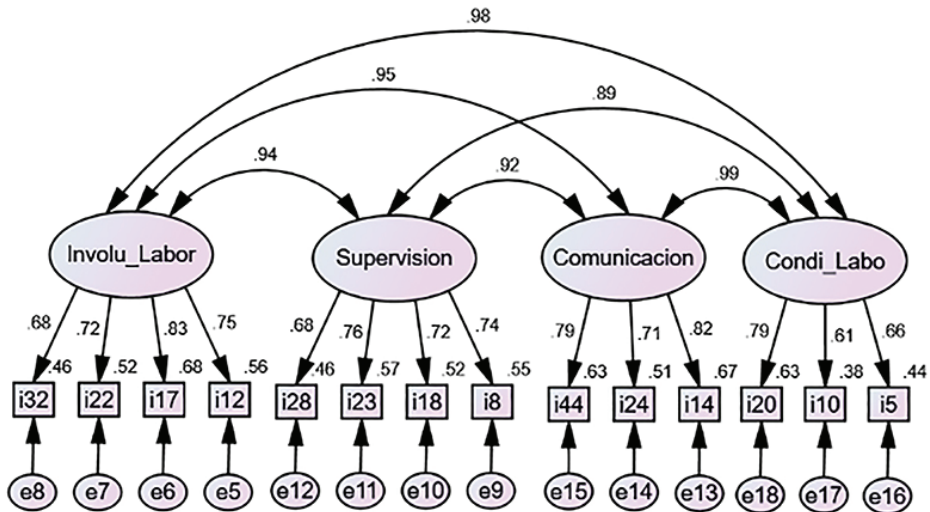 .98
.95
.89
.94
.92
.99
Involu_Labor Supervision Comunicacion Condi_Labo
.68 .72 .83 .75 .68 .76 .72 .74 .79 .71 .82 .79 .61 .66
.46 .52 .68 .56 .46 .57 .52 .55 .63 .51 .67 .63 .38 .44
i32 i22 i17 i12 i28 i23 i18 i8 i44 i24 i14 i20 i10 i5
e8 e7 e6 e5 e12 e11 e10 e9 e15 e14 e13 e18 e17 e16